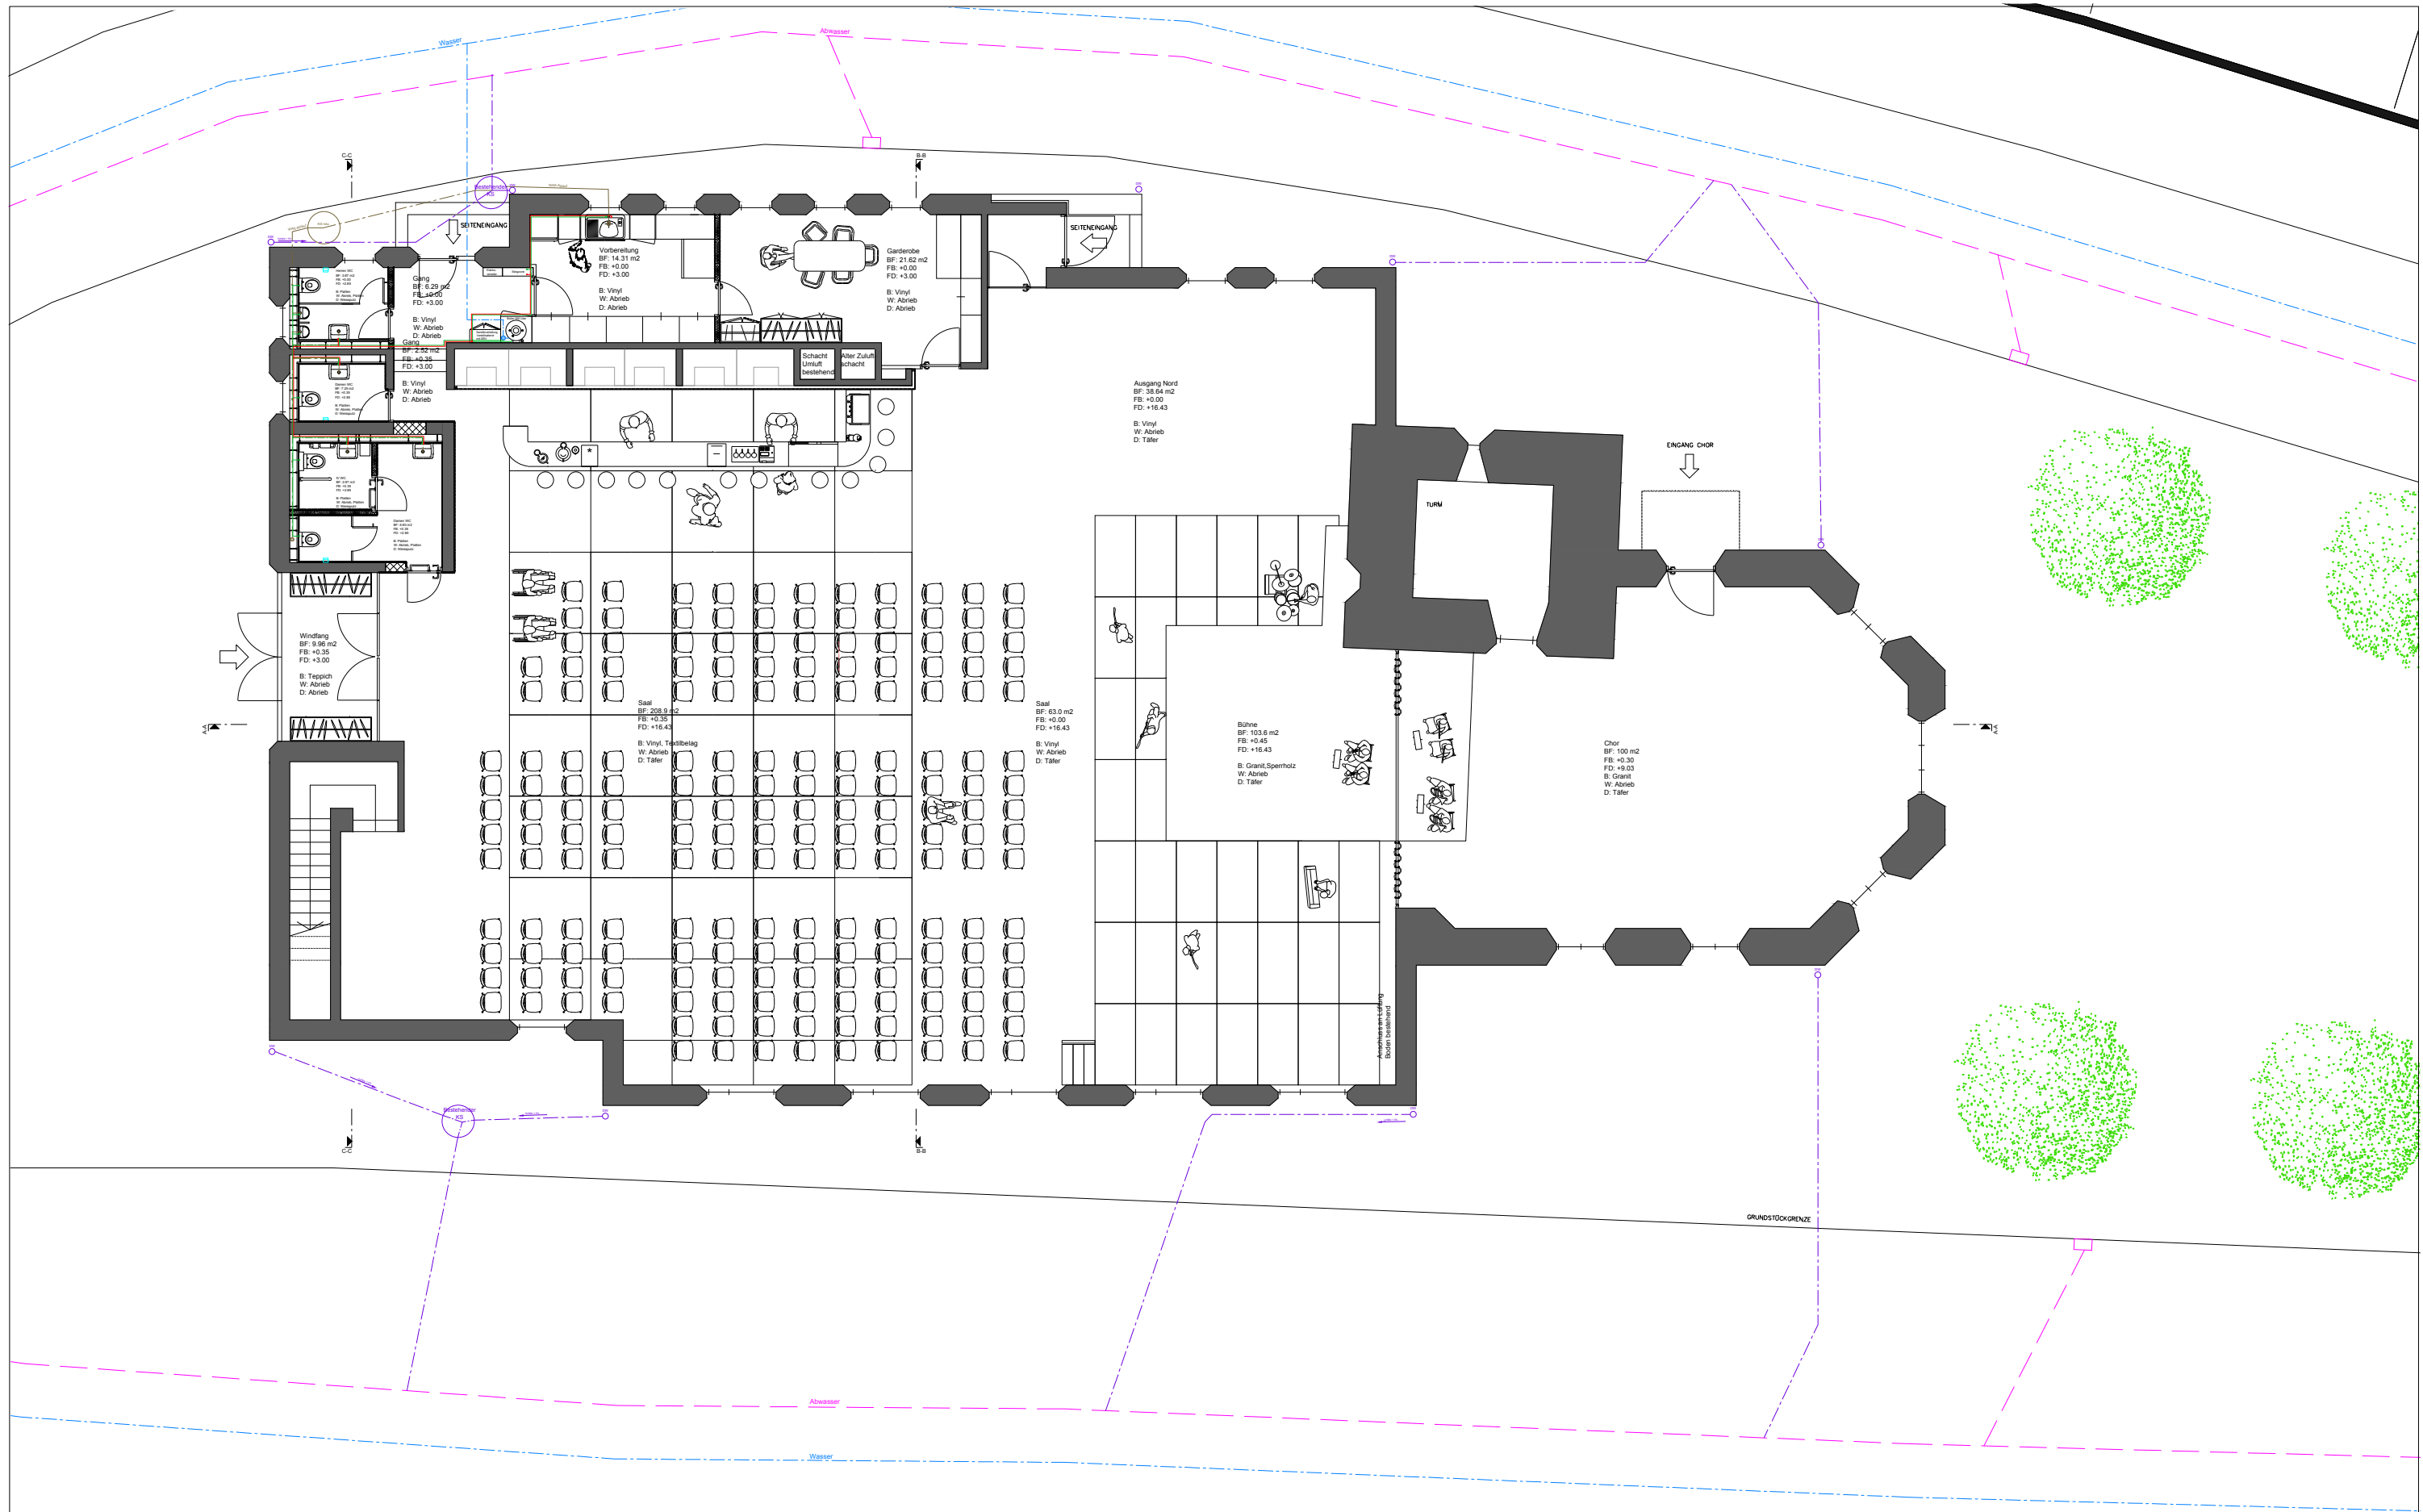 Wasser
Abwasser
C-C
B-B
Bestehender
KS
SEITENEINGANG
SEITENEINGANG
Vorbereitung
BF: 14.31 m2
FB: +0.00
FD: +3.00
B: Vinyl
W: Abrieb
D: Abrieb
Garderobe
BF: 21.62 m2
FB: +0.00
FD: +3.00
B: Vinyl
W: Abrieb
D: Abrieb
Gang
BF: 6.29 m2
FB: +0.00
FD: +3.00
B: Vinyl
W: Abrieb
D: Abrieb
Gang
BF: 2.52 m2
FB: +0.35
FD: +3.00
B: Vinyl
W: Abrieb
D: Abrieb
Schacht
Umluft
bestehend
Alter Zuluft
schacht
Ausgang Nord
BF: 38.64 m2
FB: +0.00
FD: +16.43
B: Vinyl
W: Abrieb
D: Täfer
EINGANG CHOR
TURM
Windfang
BF: 9.96 m2
FB: +0.35
FD: +3.00
B: Teppich
W: Abrieb
D: Abrieb
A-A
Saal
BF: 208.9 m2
FB: +0.35
FD: +16.43
B: Vinyl, Textilbelag
W: Abrieb
D: Täfer
Saal
BF: 63.0 m2
FB: +0.00
FD: +16.43
B: Vinyl
W: Abrieb
D: Täfer
Bühne
BF: 103.6 m2
FB: +0.45
FD: +16.43
B: Granit,Sperrholz
W: Abrieb
D: Täfer
Chor
BF: 100 m2
FB: +0.30
FD: +9.03
B: Granit
W: Abrieb
D: Täfer
A-A
Boden bestehend
Bestehender
KS
C-C
B-B
GRUNDSTÜCKGRENZE
Abwasser
Wasser